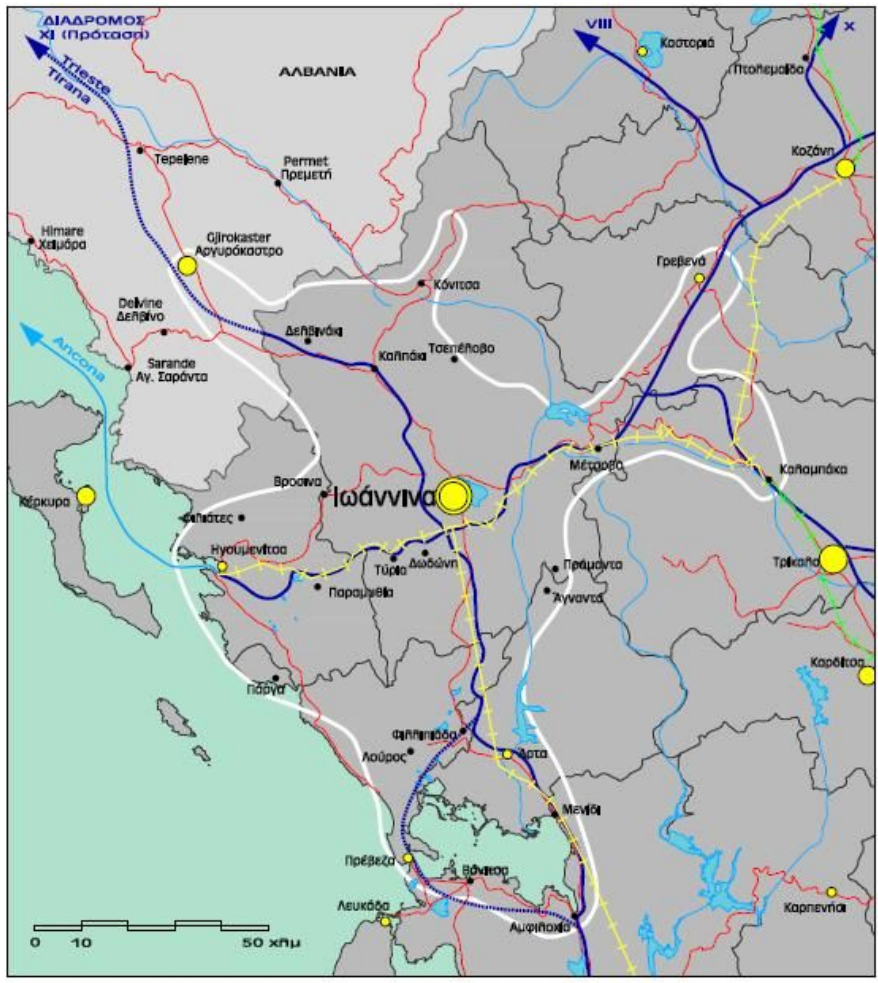 ΔΙΑΔΡΟΜΟΣ
XI (Πρόταση)
VIII
X
Καστοριά
Πτολεμαΐδα
ΑΛΒΑΝΙΑ
Trieste
Tirana
Κοζάνη
Tepelene
Permet
Πρεμετή
Himare
Χειμάρα
Gjirokaster
Αργυρόκαστρο
Γρεβενά
Κόνιτσα
Delvine
Δελβίνο
Δελβινάκι
Τσεπέλοβο
Ancona
Sarande
Αγ. Σαράντα
Καλπάκι
Μέτσοβο
Καλαμπάκα
Βροσινα
Ιωάννινα
Κέρκυρα
Φιλιάτες
Ηγουμενίτσα
Τύρια
Δωδώνη
Πράμαντα
Τρίκαλα
Παραμυθία
Άγναντα
Καρδίτσα
Πάργα
Φιλλιπιάδα
Λούρος
Άρτα
Μενίδι
Πρέβεζα
Βόνιτσα
Λευκάδα
Καρπενήσι
Αμφιλοχία
0 10 50 χλμ